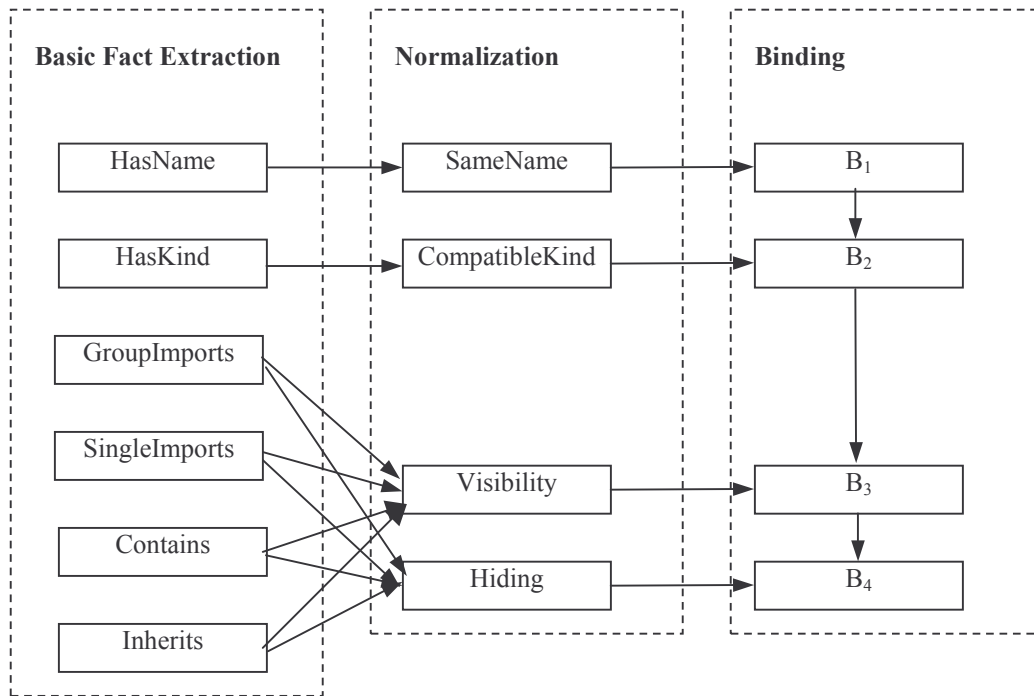 Basic Fact Extraction
Normalization
Binding
HasName
SameName
B₁
HasKind
CompatibleKind
B₂
GroupImports
SingleImports
Visibility
B₃
Contains
Hiding
B₄
Inherits